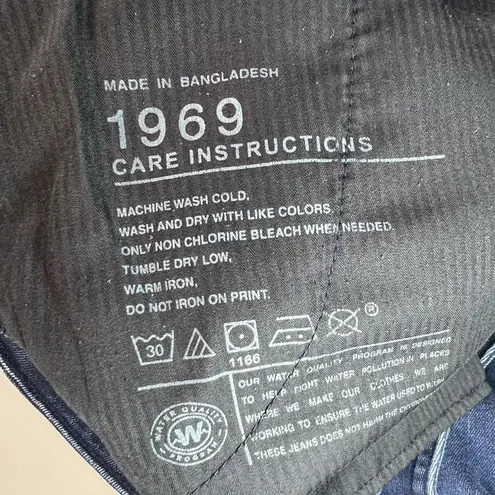 MADE IN BANGLADESH
1969
CARE INSTRUCTIONS
MACHINE WASH COLD,
WASH AND DRY WITH LIKE COLORS,
ONLY NON CHLORINE BLEACH WHEN NEEDED.
TUMBLE DRY LOW,
WARM IRON,
DO NOT IRON ON PRINT.
30
®
1166
OUR WATER QUALITY PROGRAM IS DESIGNED
TO HELP FIGHT WATER POLLUTION IN PLACES
WHERE WE MAKE OUR CLOTHES. WE ARE
WORKING TO ENSURE THE WATER USED TO
THESE JEANS DOES NOT HARM THE
WATER QUALITY
W
PROGRAM